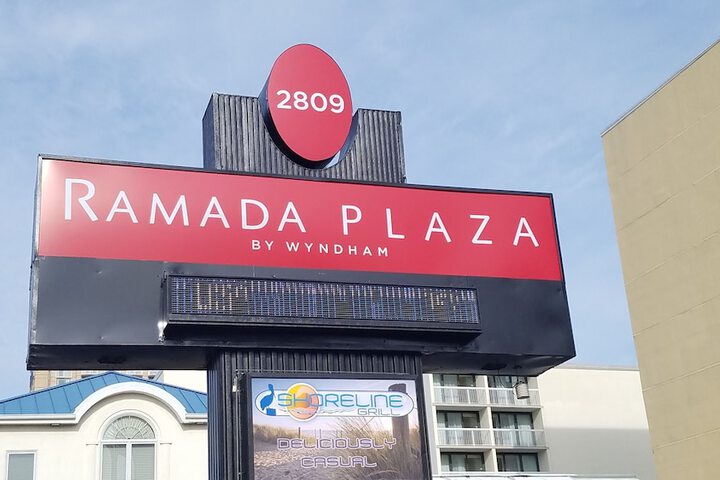 2809
RAMADA PLAZA
BY WYNDHAM
SHORELINE
GRILL
DELICIOUSLY
CASUAL